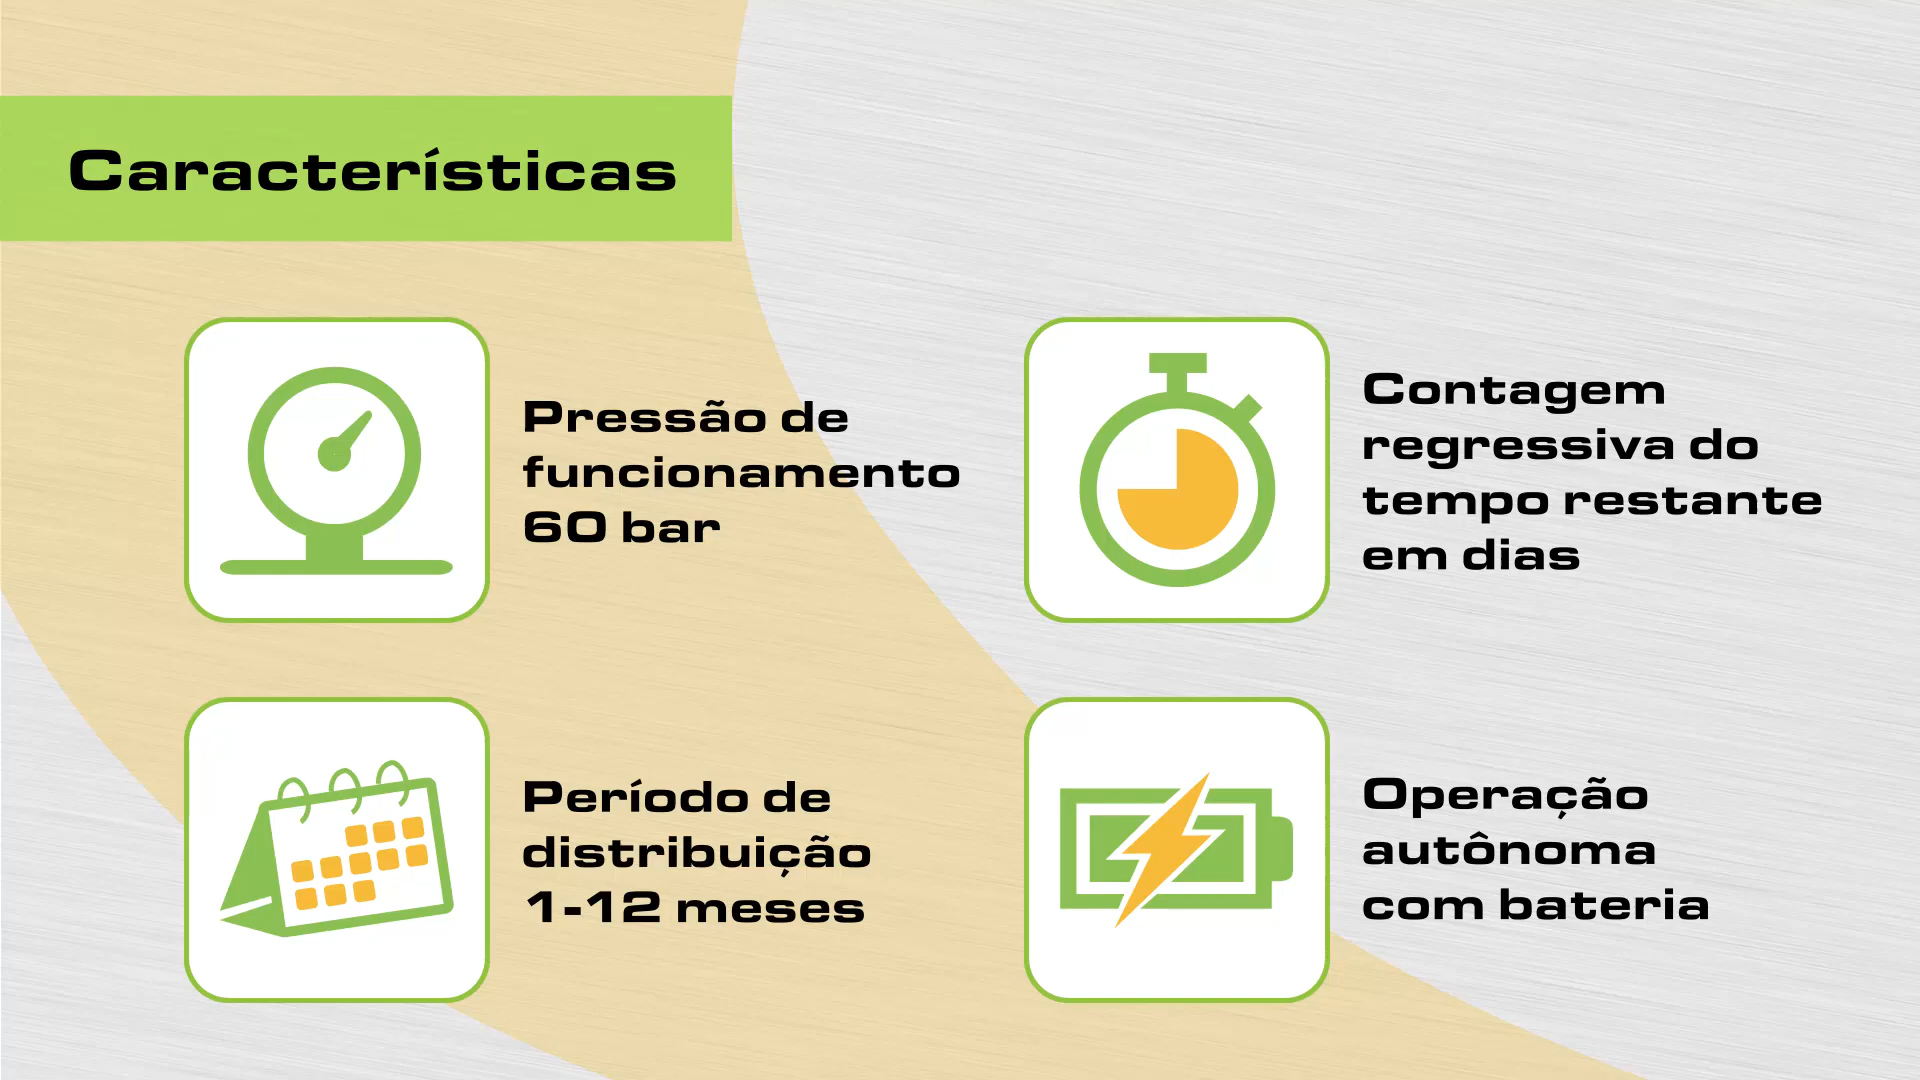 Características
Pressão de
funcionamento
60 bar
Contagem
regressiva do
tempo restante
em dias
Período de
distribuição
1-12 meses
Operação
autônoma
com bateria